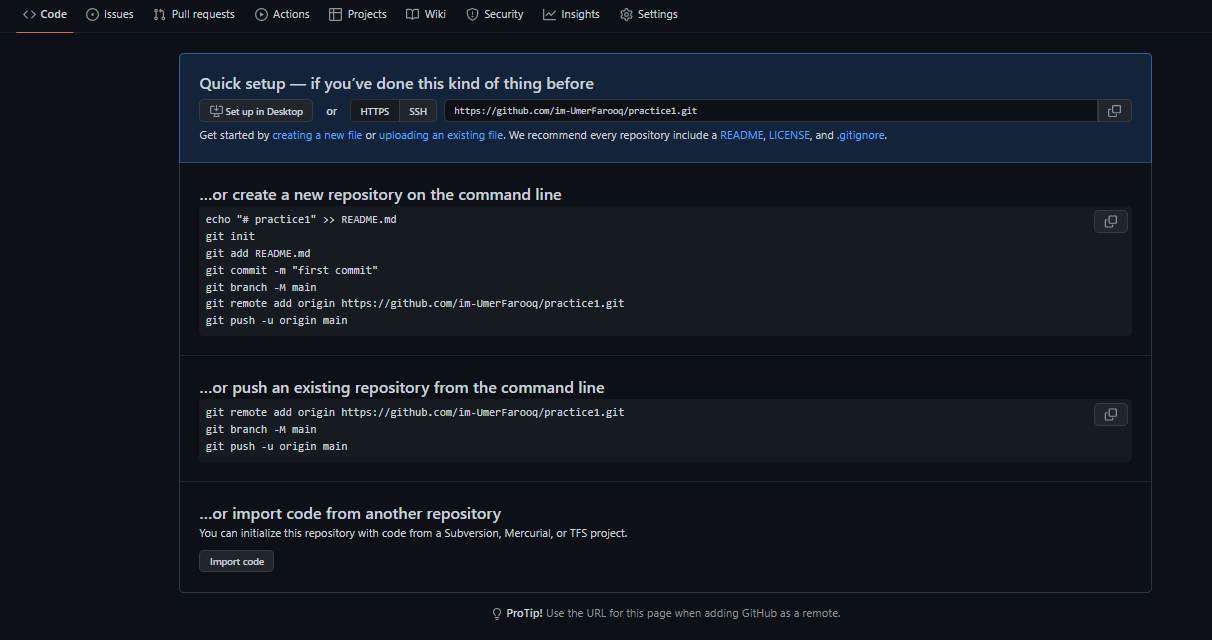 Code Issues Pull requests Actions Projects Wiki Security Insights Settings
Quick setup — if you've done this kind of thing before
Set up in Desktop or HTTPS SSH https://github.com/im-UmerFarooq/practice1.git
Get started by creating a new file or uploading an existing file. We recommend every repository include a README, LICENSE, and .gitignore.
...or create a new repository on the command line
echo "# practice1" >> README.md
git init
git add README.md
git commit -m "first commit"
git branch -M main
git remote add origin https://github.com/im-UmerFarooq/practice1.git
git push -u origin main
...or push an existing repository from the command line
git remote add origin https://github.com/im-UmerFarooq/practice1.git
git branch -M main
git push -u origin main
...or import code from another repository
You can initialize this repository with code from a Subversion, Mercurial, or TFS project.
Import code
ProTip! Use the URL for this page when adding GitHub as a remote.